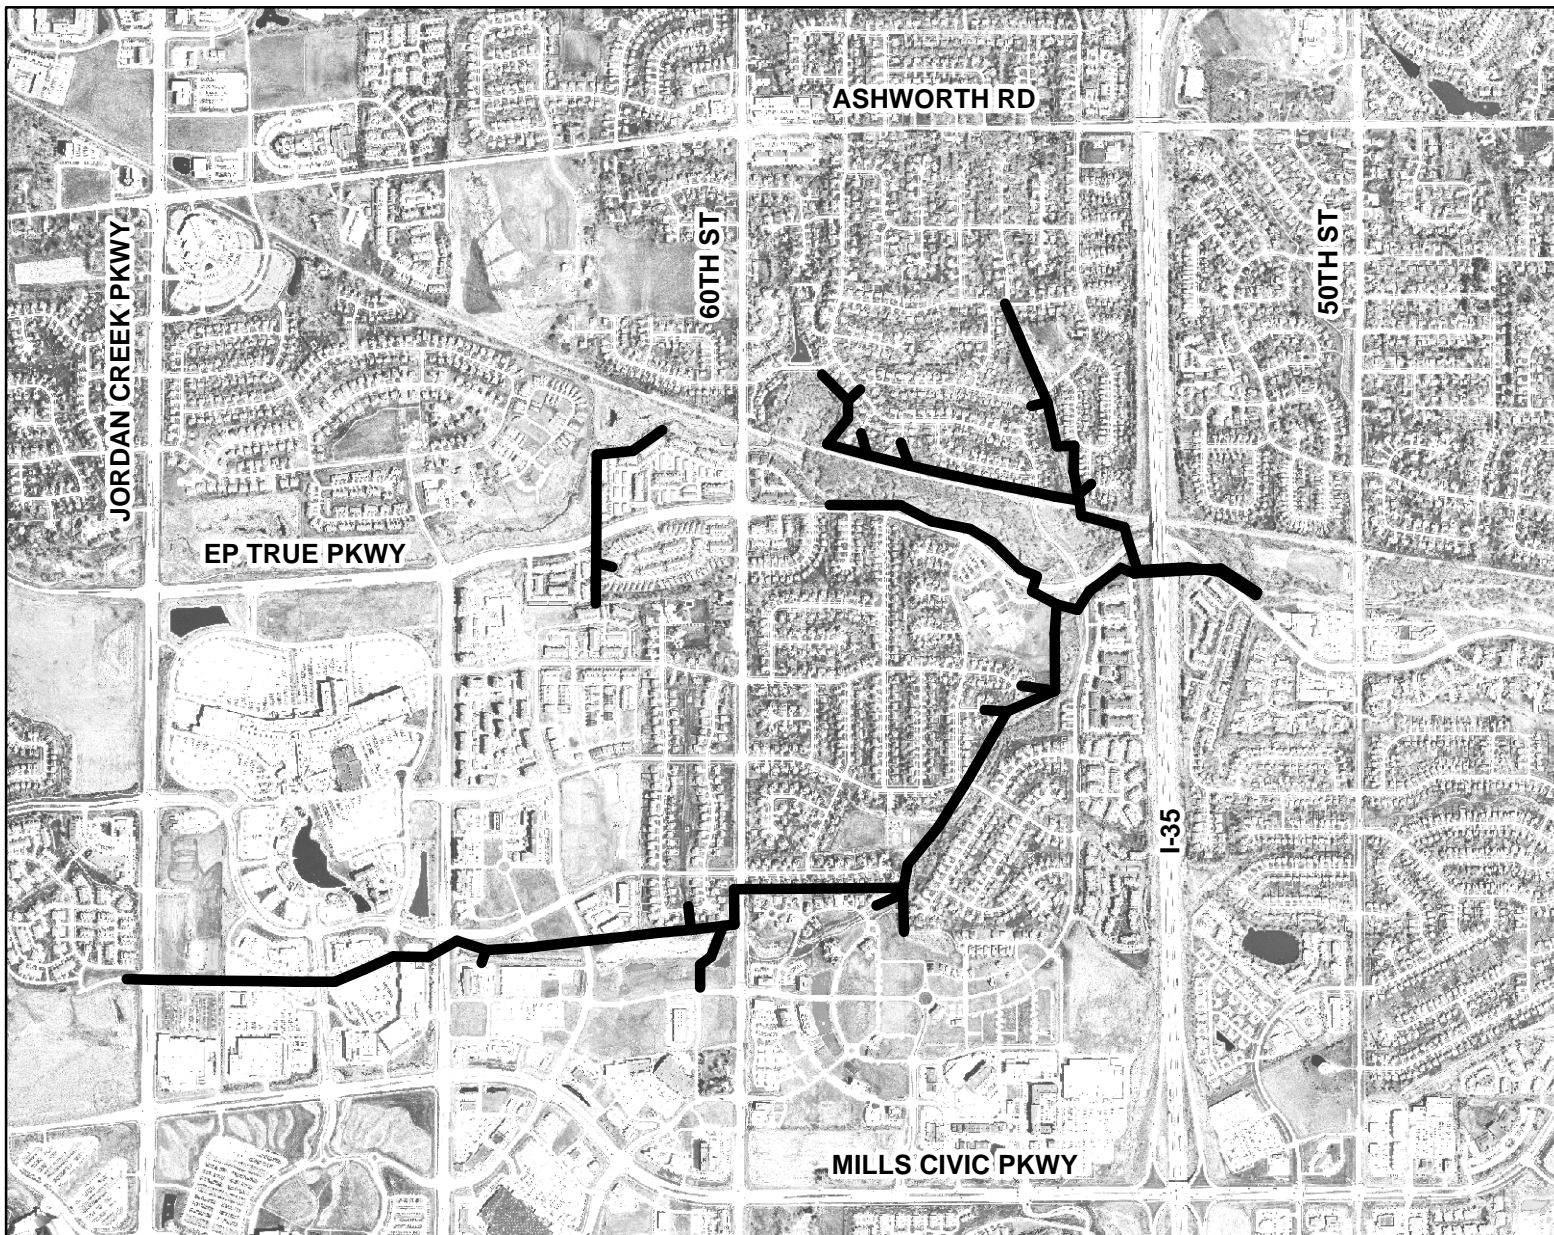 ASHWORTH RD
JORDAN CREEK PKWY
60TH ST
50TH ST
EP TRUE PKWY
I-35
MILLS CIVIC PKWY